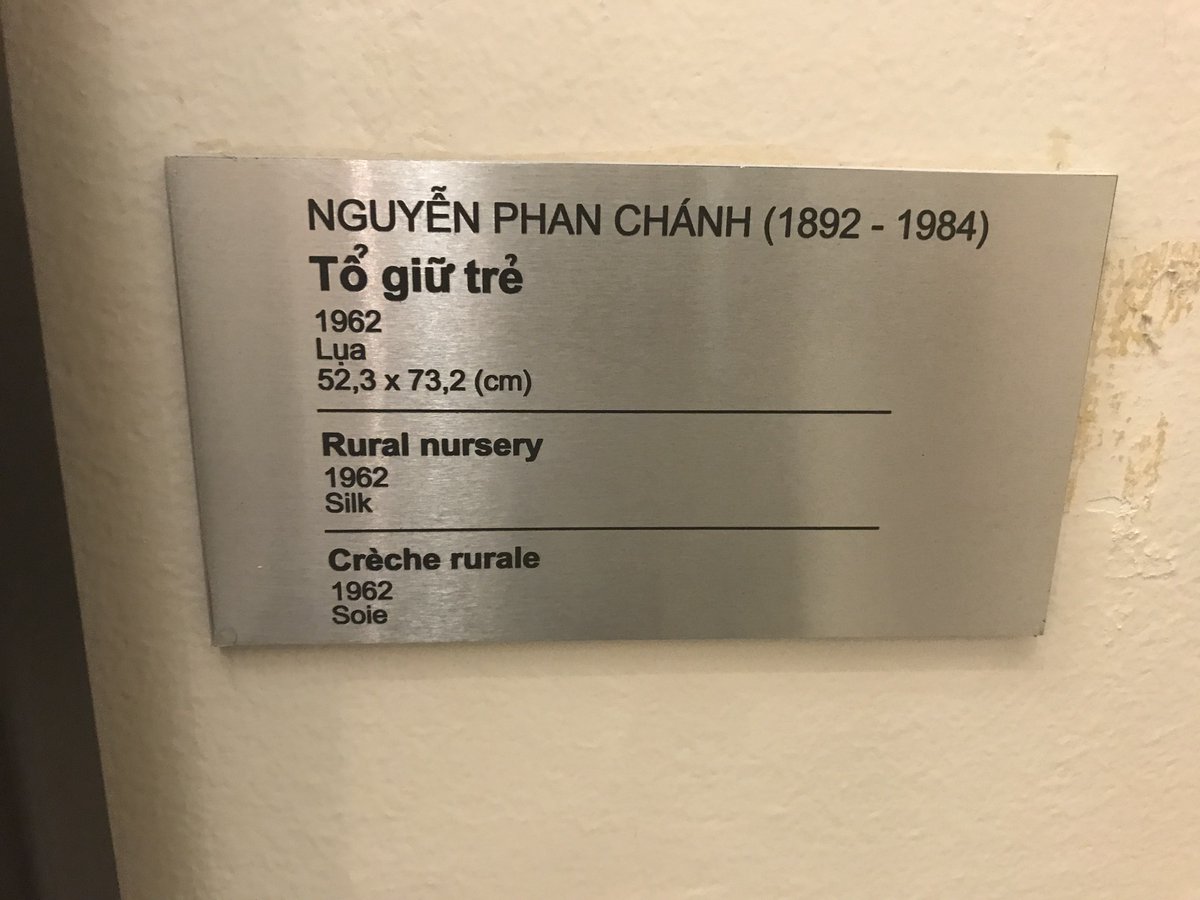 NGUYỄN PHAN CHÁNH (1892 - 1984)
Tổ giữ trẻ
1962
Lụa
52,3 x 73,2 (cm)
Rural nursery
1962
Silk
Crèche rurale
1962
Soie